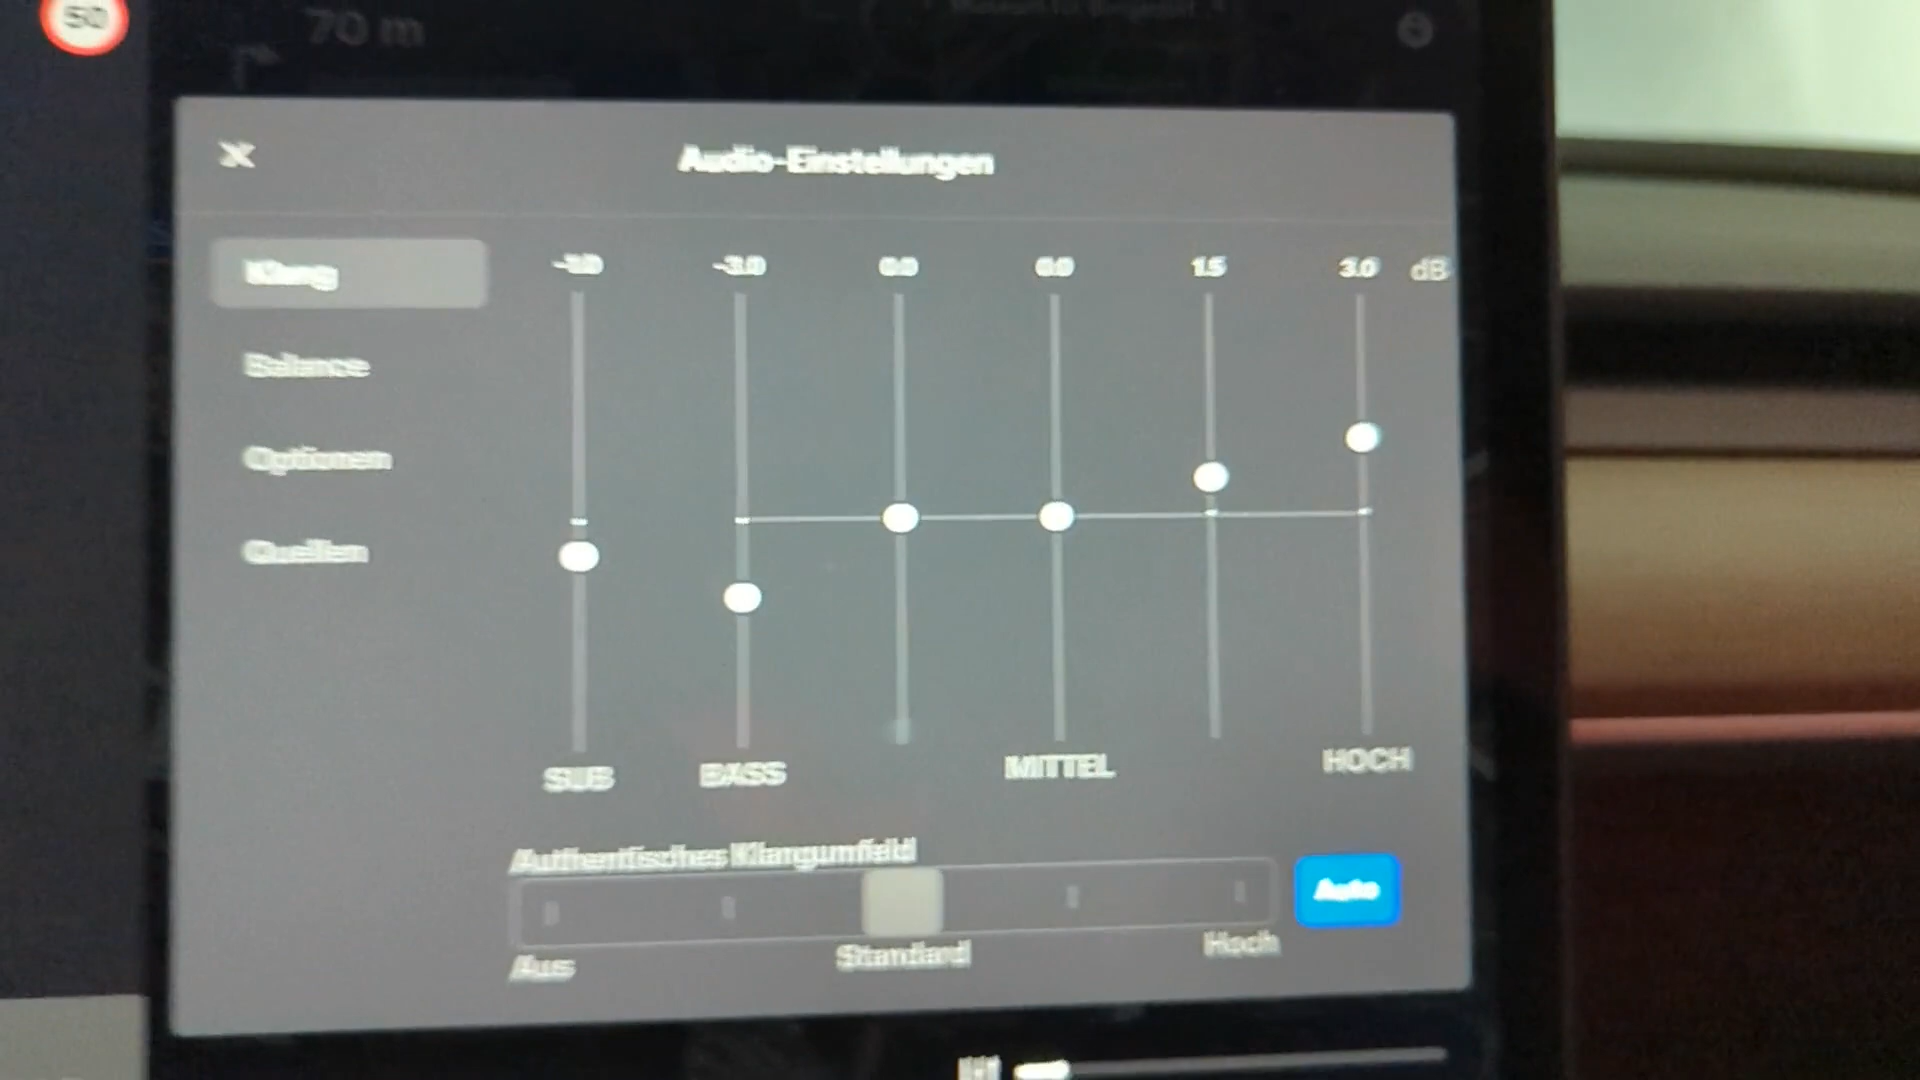 50
70 m
Audio-Einstellungen
Klang
Balance
Optionen
Quellen
-3.0 0.0 0.0 1.5 3.0 dB
SUB BASS MITTEL HOCH
Authentisches Klangumfeld
Auto
Aus Standard Hoch